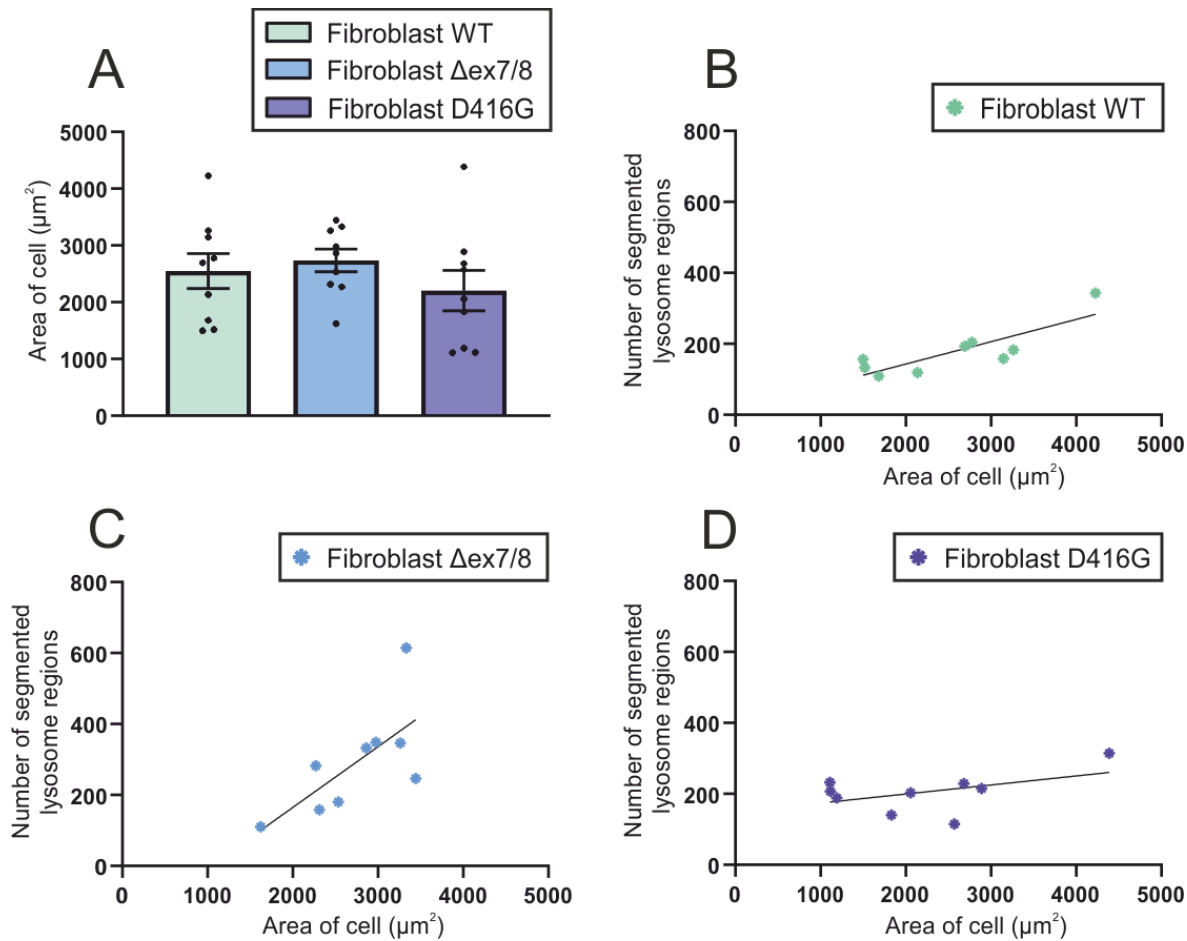 A
Fibroblast WT
Fibroblast Δex7/8
Fibroblast D416G
Area of cell (µm²)
5000
4000
3000
2000
1000
0
B
Fibroblast WT
Number of segmented
lysosome regions
800
600
400
200
0
0 1000 2000 3000 4000 5000
Area of cell (µm²)
C
Fibroblast Δex7/8
Number of segmented
lysosome regions
800
600
400
200
0
0 1000 2000 3000 4000 5000
Area of cell (µm²)
D
Fibroblast D416G
Number of segmented
lysosome regions
800
600
400
200
0
0 1000 2000 3000 4000 5000
Area of cell (µm²)